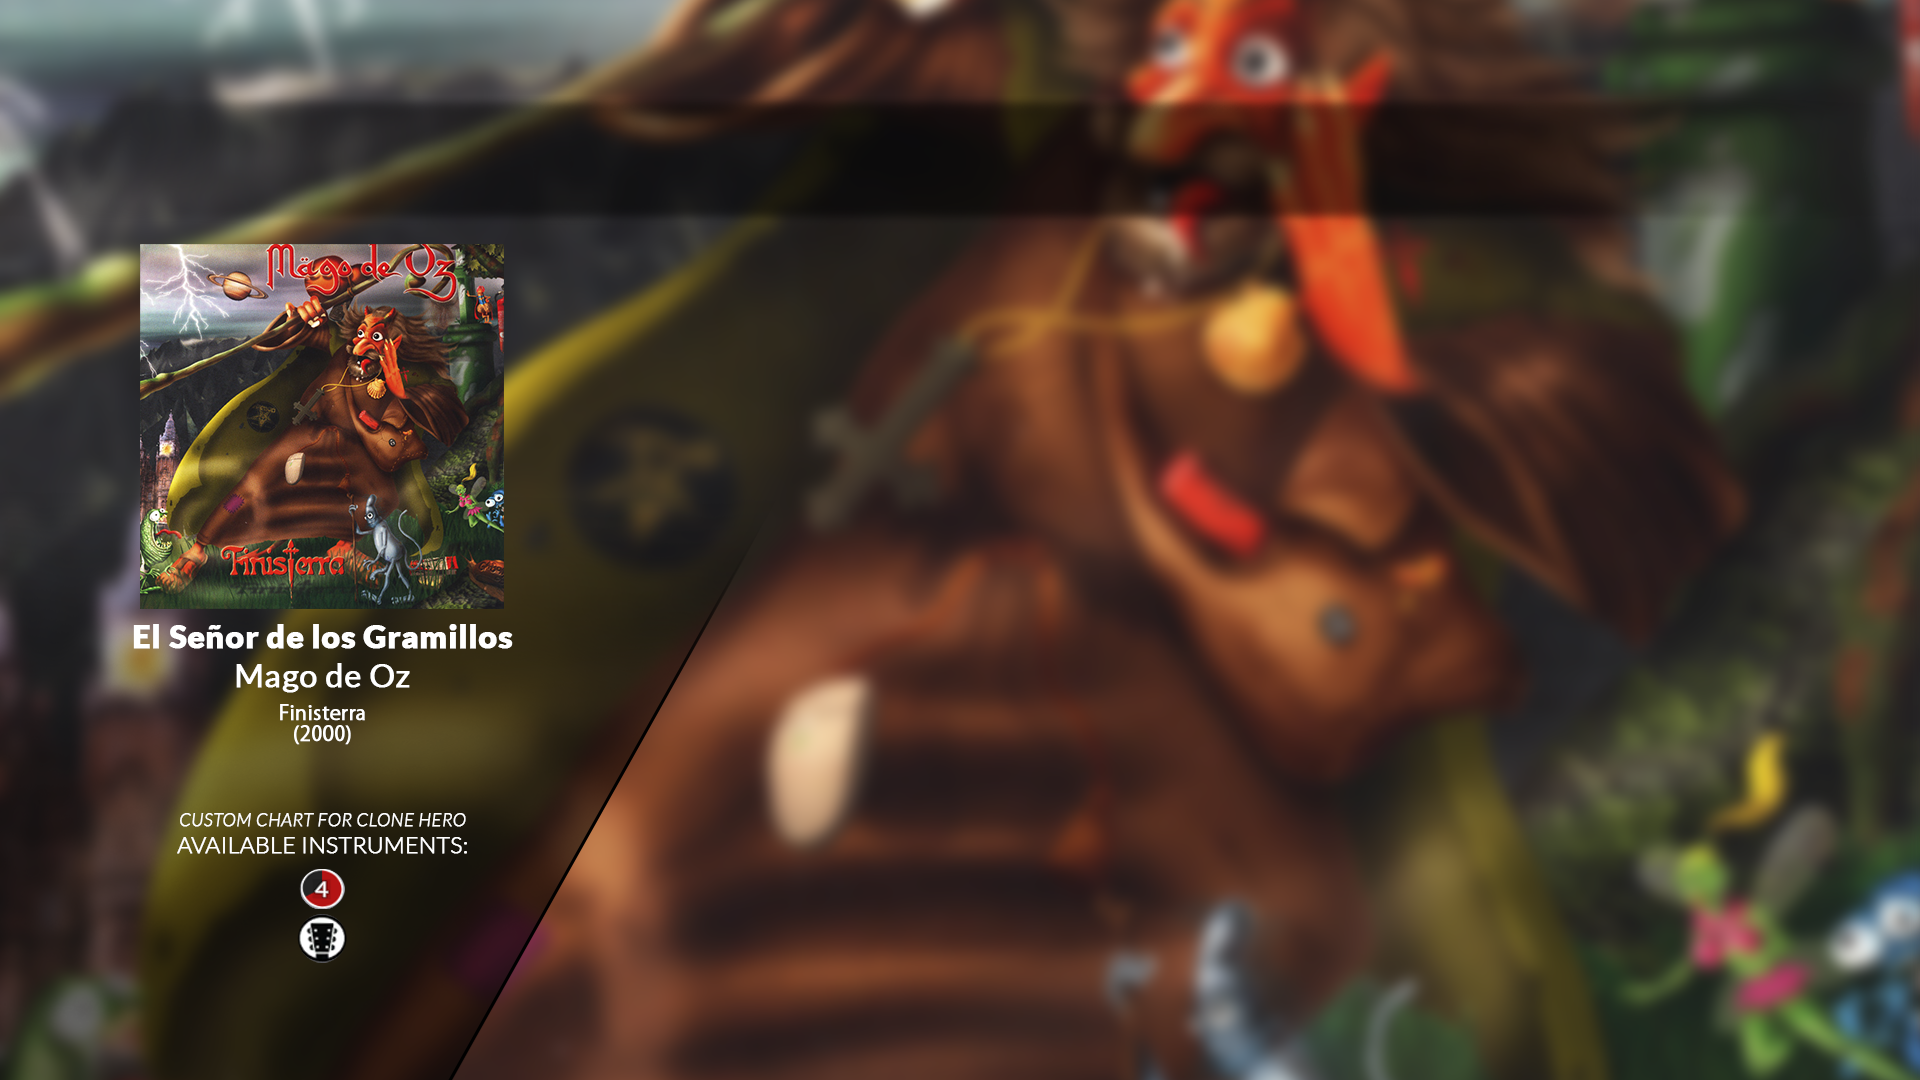 Mägo de Oz
Finisterra
El Señor de los Gramillos
Mago de Oz
Finisterra
(2000)
CUSTOM CHART FOR CLONE HERO
AVAILABLE INSTRUMENTS:
4